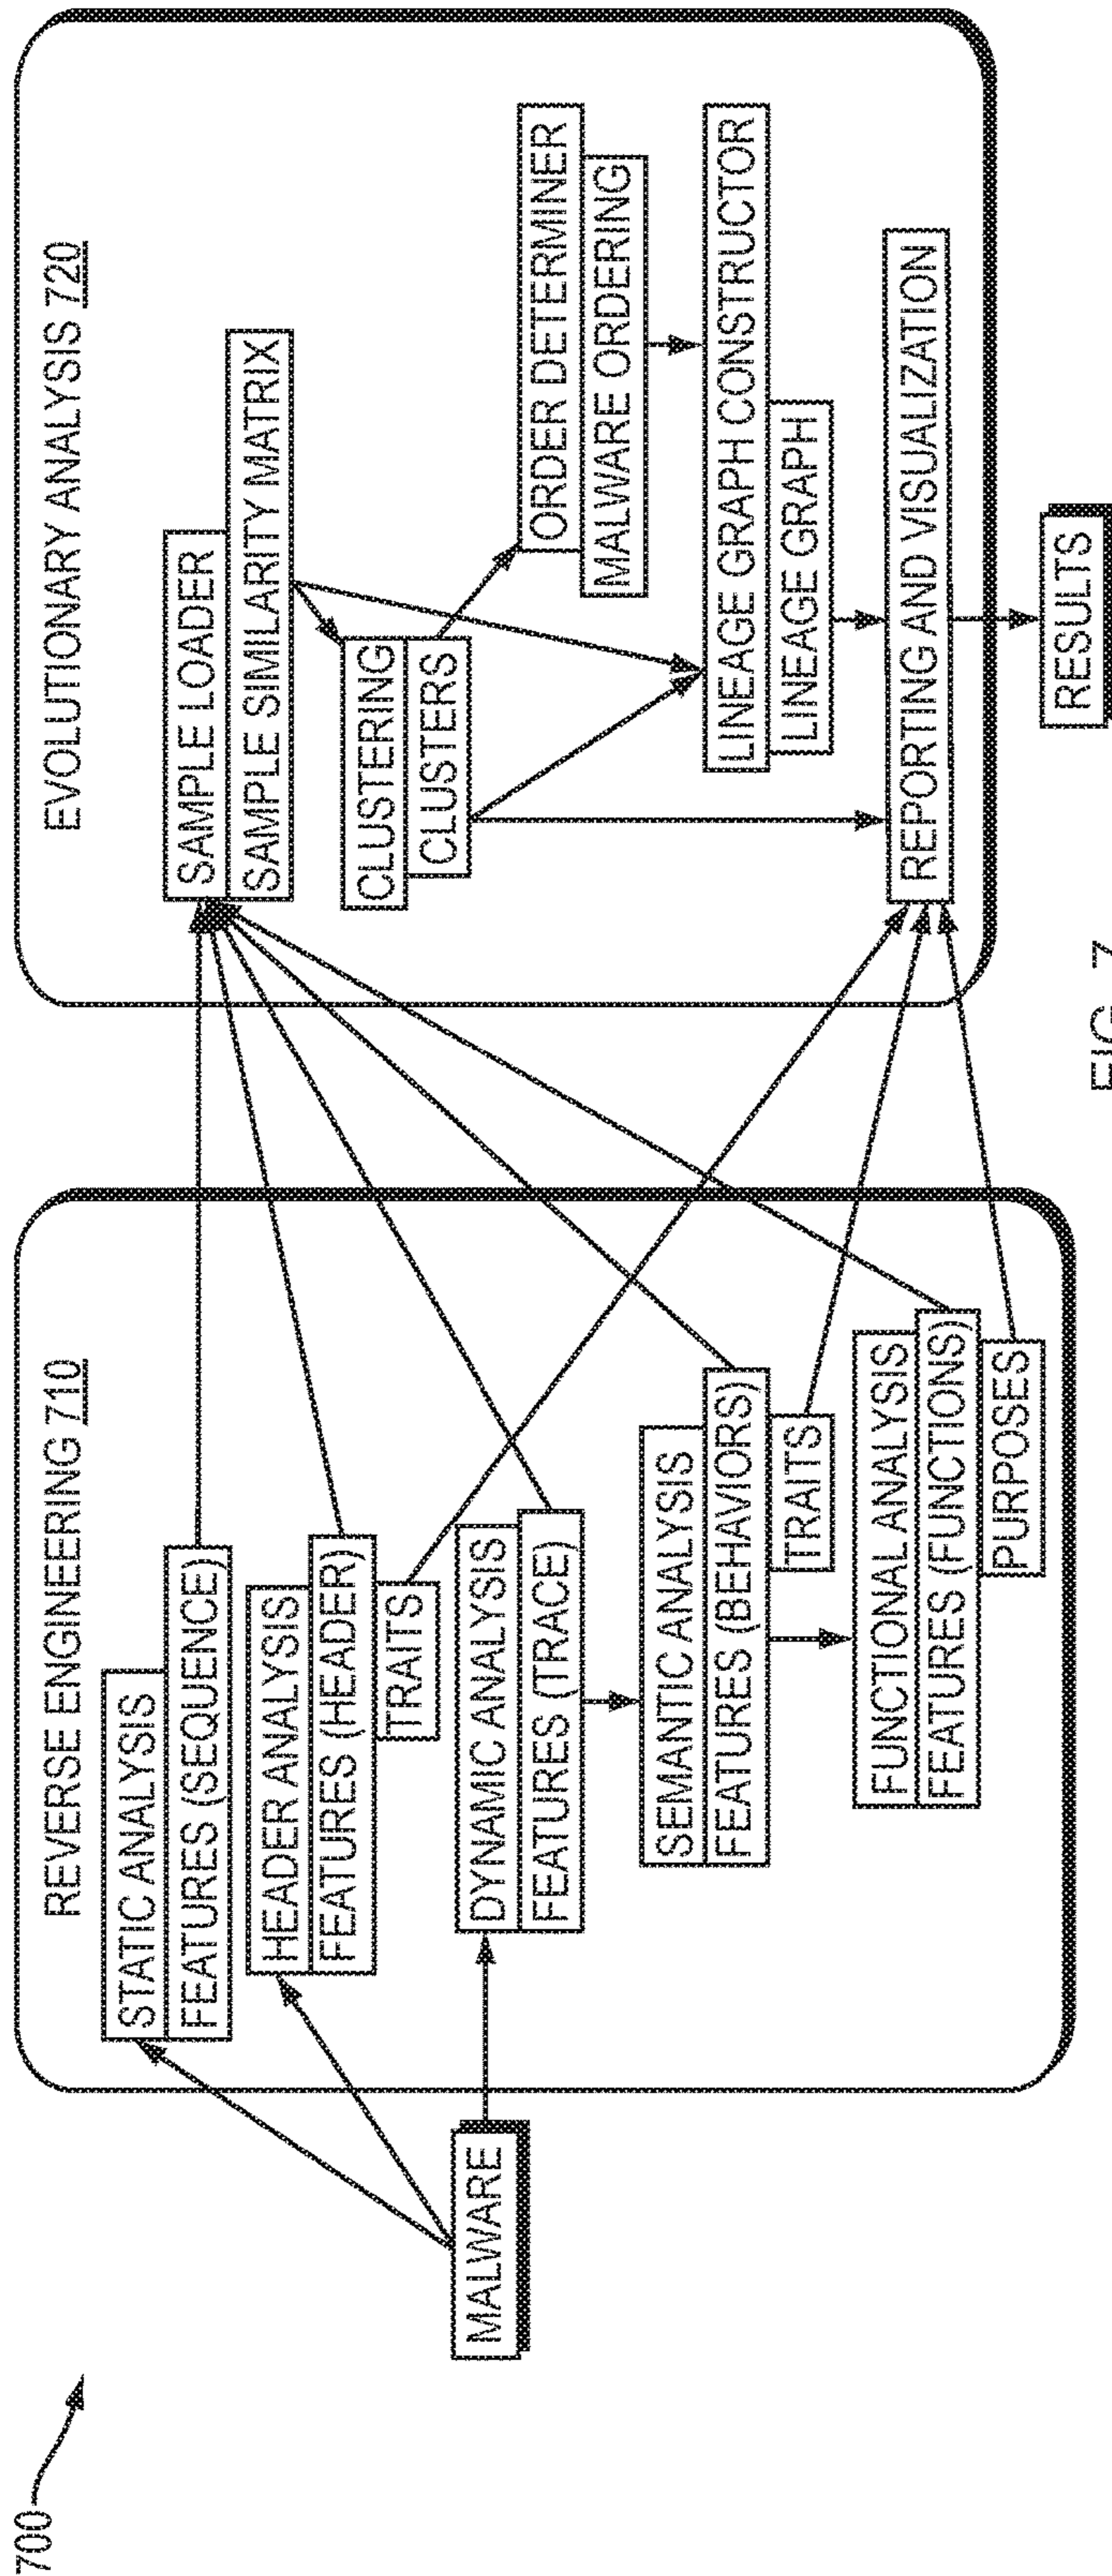 700
MALWARE
REVERSE ENGINEERING 710
STATIC ANALYSIS
FEATURES (SEQUENCE)
HEADER ANALYSIS
FEATURES (HEADER)
TRAITS
DYNAMIC ANALYSIS
FEATURES (TRACE)
SEMANTIC ANALYSIS
FEATURES (BEHAVIORS)
TRAITS
FUNCTIONAL ANALYSIS
FEATURES (FUNCTIONS)
PURPOSES
EVOLUTIONARY ANALYSIS 720
SAMPLE LOADER
SAMPLE SIMILARITY MATRIX
CLUSTERING
CLUSTERS
ORDER DETERMINER
MALWARE ORDERING
LINEAGE GRAPH CONSTRUCTOR
LINEAGE GRAPH
REPORTING AND VISUALIZATION
RESULTS
FIG. 7